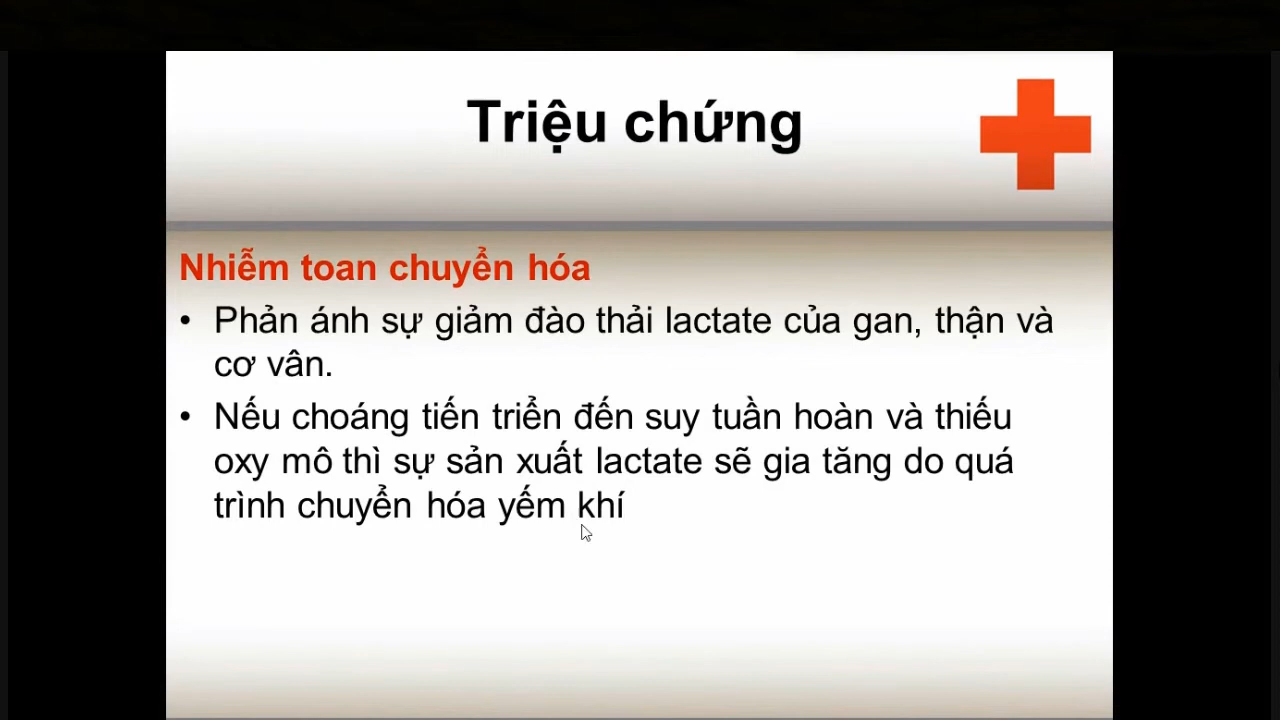 Triệu chứng
Nhiễm toan chuyển hóa
• Phản ánh sự giảm đào thải lactate của gan, thận và
cơ vân.
• Nếu choáng tiến triển đến suy tuần hoàn và thiếu
oxy mô thì sự sản xuất lactate sẽ gia tăng do quá
trình chuyển hóa yếm khí